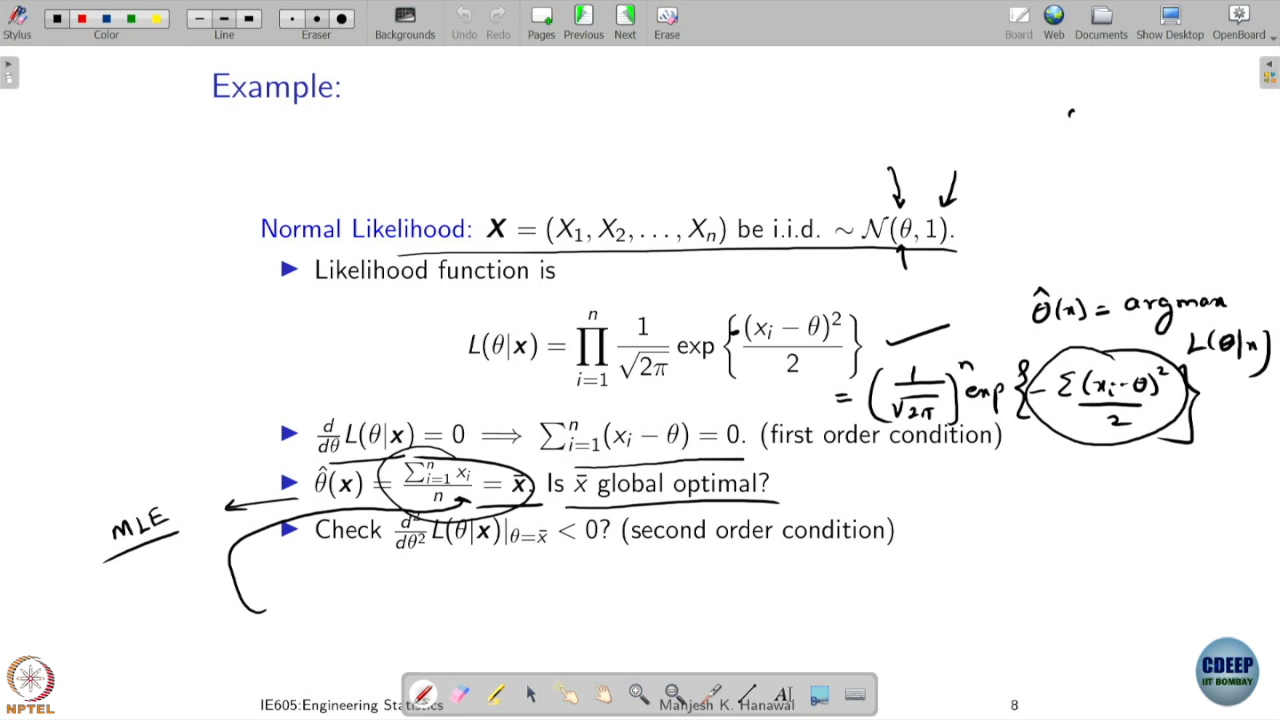 Stylus Color Line Eraser Backgrounds Undo Redo Pages Previous Next Erase Board Web Documents Show Desktop OpenBoard
Example:
Normal Likelihood: X = (X₁, X₂, . . . , Xₙ) be i.i.d. ∼ N(θ, 1).
▶ Likelihood function is
θ̂(x) = argmax
L(θ|x)
L(θ|x) = ∏ᵢ₌₁ⁿ 1/√2π exp {-(xᵢ − θ)²/2}
= (1/√2π)ⁿ exp {- Σ(xᵢ-θ)²/2}
▶ d/dθ L(θ|x) = 0 ⟹ ∑ᵢ₌₁ⁿ(xᵢ − θ) = 0. (first order condition)
▶ θ̂(x) = ∑ᵢ₌₁ⁿ xᵢ / n = x̄. Is x̄ global optimal?
MLE
▶ Check d²/dθ² L(θ|x)|θ=x̄ < 0? (second order condition)
NPTEL
CDEEP
IIT BOMBAY
IE605:Engineering Statistics Manjesh K. Hanawal 8